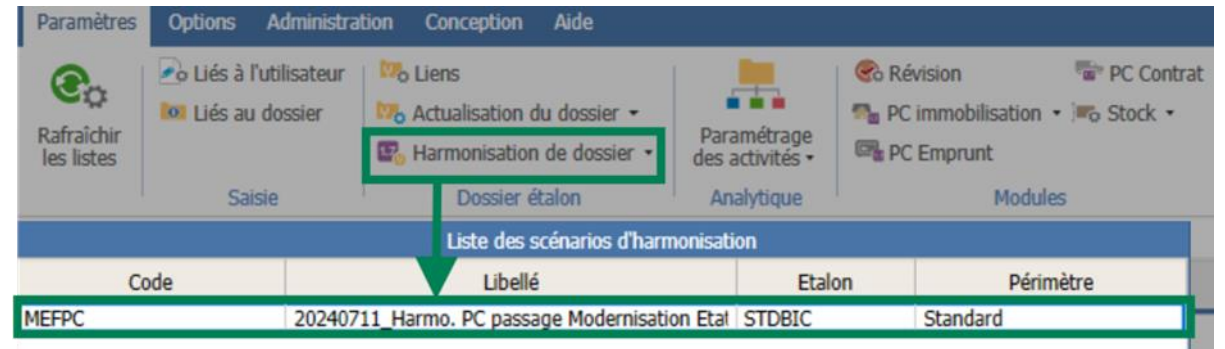 Paramètres Options Administration Conception Aide
Liés à l'utilisateur Liens Révision PC Contrat
Liés au dossier Actualisation du dossier PC immobilisation Stock
Rafraîchir
les listes
Harmonisation de dossier
Paramétrage
des activités
PC Emprunt
Saisie Dossier étalon Analytique Modules
Liste des scénarios d'harmonisation
Code Libellé Etalon Périmètre
MEFPC 20240711_Harmo. PC passage Modernisation Etat STDBIC Standard